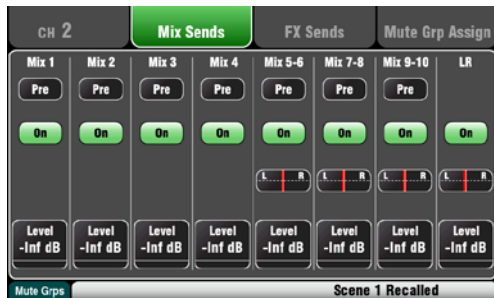 CH 2 Mix Sends FX Sends Mute Grp Assign
Mix 1 Mix 2 Mix 3 Mix 4 Mix 5-6 Mix 7-8 Mix 9-10 LR
Pre Pre Pre Pre Pre Pre Pre
On On On On On On On On
L R L R L R L R
Level Level Level Level Level Level Level Level
-Inf dB -Inf dB -Inf dB -Inf dB -Inf dB -Inf dB -Inf dB -Inf dB
Mute Grps Scene 1 Recalled